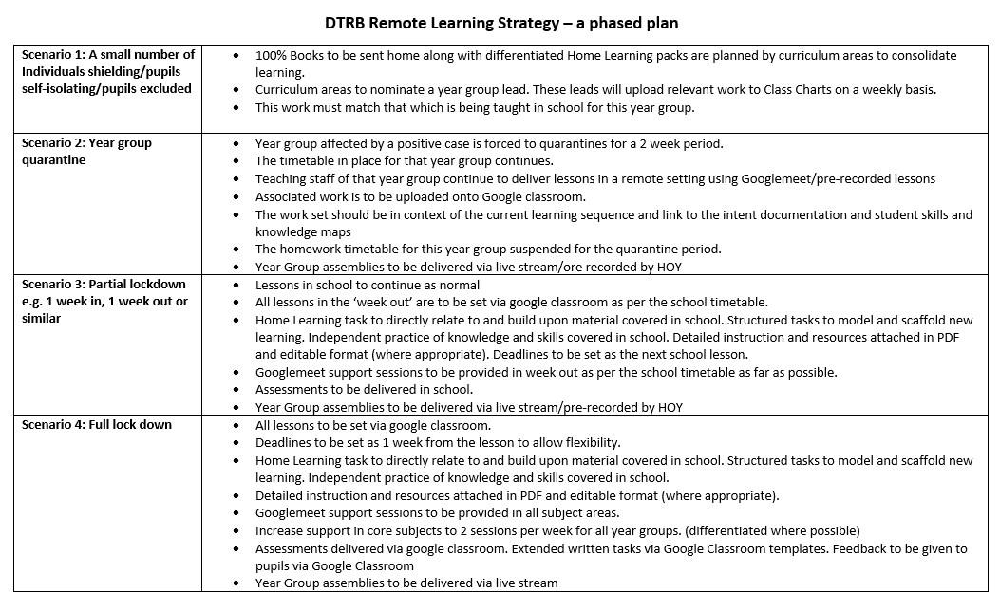 DTRB Remote Learning Strategy – a phased plan
Scenario 1: A small number of
Individuals shielding/pupils
self-isolating/pupils excluded
• 100% Books to be sent home along with differentiated Home Learning packs are planned by curriculum areas to consolidate
learning.
• Curriculum areas to nominate a year group lead. These leads will upload relevant work to Class Charts on a weekly basis.
• This work must match that which is being taught in school for this year group.
Scenario 2: Year group
quarantine
• Year group affected by a positive case is forced to quarantines for a 2 week period.
• The timetable in place for that year group continues.
• Teaching staff of that year group continue to deliver lessons in a remote setting using Googlemeet/pre-recorded lessons
• Associated work is to be uploaded onto Google classroom.
• The work set should be in context of the current learning sequence and link to the intent documentation and student skills and
knowledge maps
• The homework timetable for this year group suspended for the quarantine period.
• Year Group assemblies to be delivered via live stream/ore recorded by HOY
Scenario 3: Partial lockdown
e.g. 1 week in, 1 week out or
similar
• Lessons in school to continue as normal
• All lessons in the ‘week out’ are to be set via google classroom as per the school timetable.
• Home Learning task to directly relate to and build upon material covered in school. Structured tasks to model and scaffold new
learning. Independent practice of knowledge and skills covered in school. Detailed instruction and resources attached in PDF
and editable format (where appropriate). Deadlines to be set as the next school lesson.
• Googlemeet support sessions to be provided in week out as per the school timetable as far as possible.
• Assessments to be delivered in school.
• Year Group assemblies to be delivered via live stream/pre-recorded by HOY
Scenario 4: Full lock down
• All lessons to be set via google classroom.
• Deadlines to be set as 1 week from the lesson to allow flexibility.
• Home Learning task to directly relate to and build upon material covered in school. Structured tasks to model and scaffold new
learning. Independent practice of knowledge and skills covered in school.
• Detailed instruction and resources attached in PDF and editable format (where appropriate).
• Googlemeet support sessions to be provided in all subject areas.
• Increase support in core subjects to 2 sessions per week for all year groups. (differentiated where possible)
• Assessments delivered via google classroom. Extended written tasks via Google Classroom templates. Feedback to be given to
pupils via Google Classroom
• Year Group assemblies to be delivered via live stream